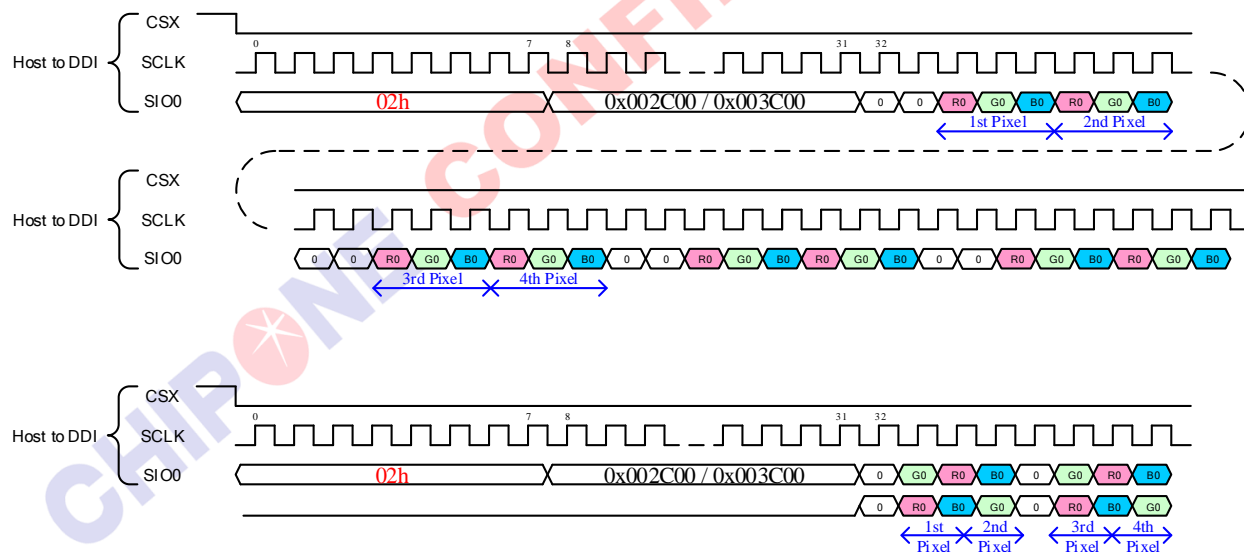 CSX
0 7 8 31 32
Host to DDI SCLK
SIO0 02h 0x002C00 / 0x003C00 0 0 R0 G0 B0 R0 G0 B0
1st Pixel 2nd Pixel
CSX
Host to DDI SCLK
SIO0 0 0 R0 G0 B0 R0 G0 B0 0 0 R0 G0 B0 R0 G0 B0 0 0 R0 G0 B0 R0 G0 B0
3rd Pixel 4th Pixel
CSX
0 7 8 31 32
Host to DDI SCLK
SIO0 02h 0x002C00 / 0x003C00 0 G0 R0 B0 0 G0 R0 B0
0 R0 B0 G0 0 R0 B0 G0
1st Pixel 2nd Pixel 3rd Pixel 4th Pixel
CHIPONE CONFI